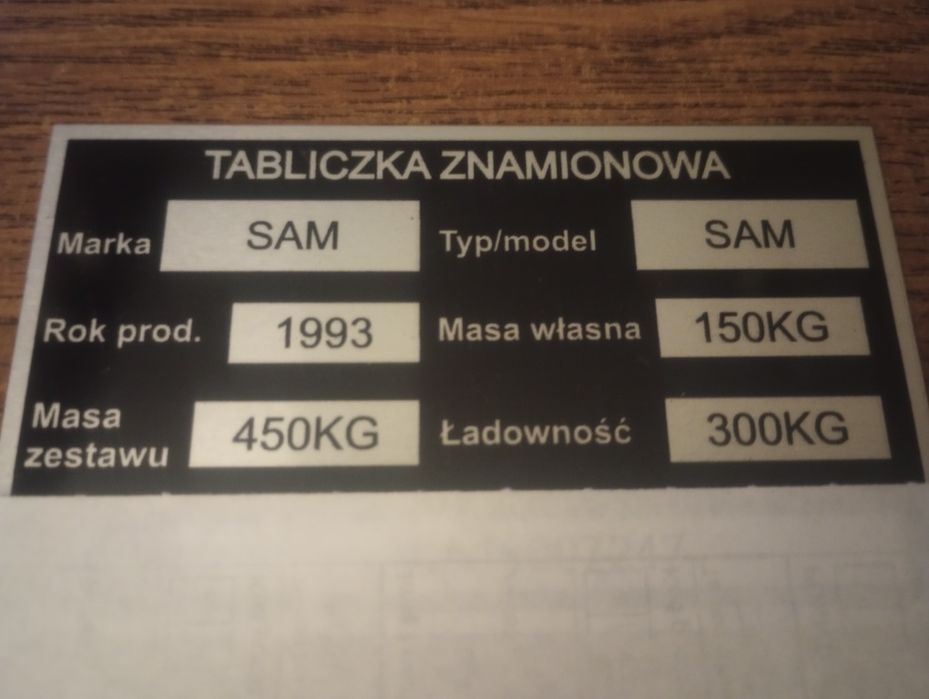 TABLICZKA ZNAMIONOWA
Marka SAM Typ/model SAM
Rok prod. 1993 Masa własna 150KG
Masa zestawu 450KG Ładowność 300KG